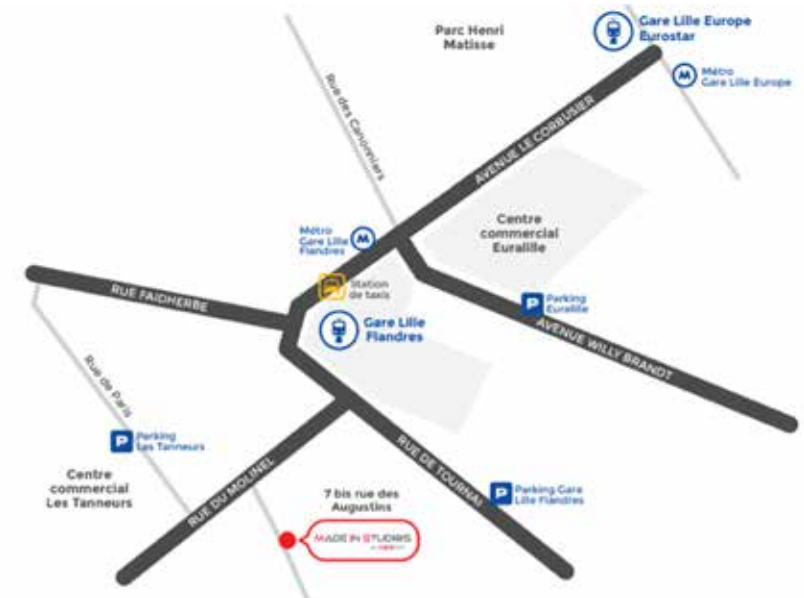 Gare Lille Europe
Eurostar
Parc Henri
Matisse
Métro
Gare Lille Europe
Rue des Canonniers
AVENUE LE CORBUSIER
Centre
commercial
Euralille
Métro
Gare Lille
Flandres
Station
de taxis
RUE FAIDHERBE
Gare Lille
Flandres
P
Parking
Euralille
AVENUE WILLY BRANDT
Rue de Paris
P
Parking
Les Tanneurs
Centre
commercial
Les Tanneurs
RUE DU MOLINEL
RUE DE TOURNAI
P
Parking Gare
Lille Flandres
7 bis rue des
Augustins
MADE IN STUDIOS